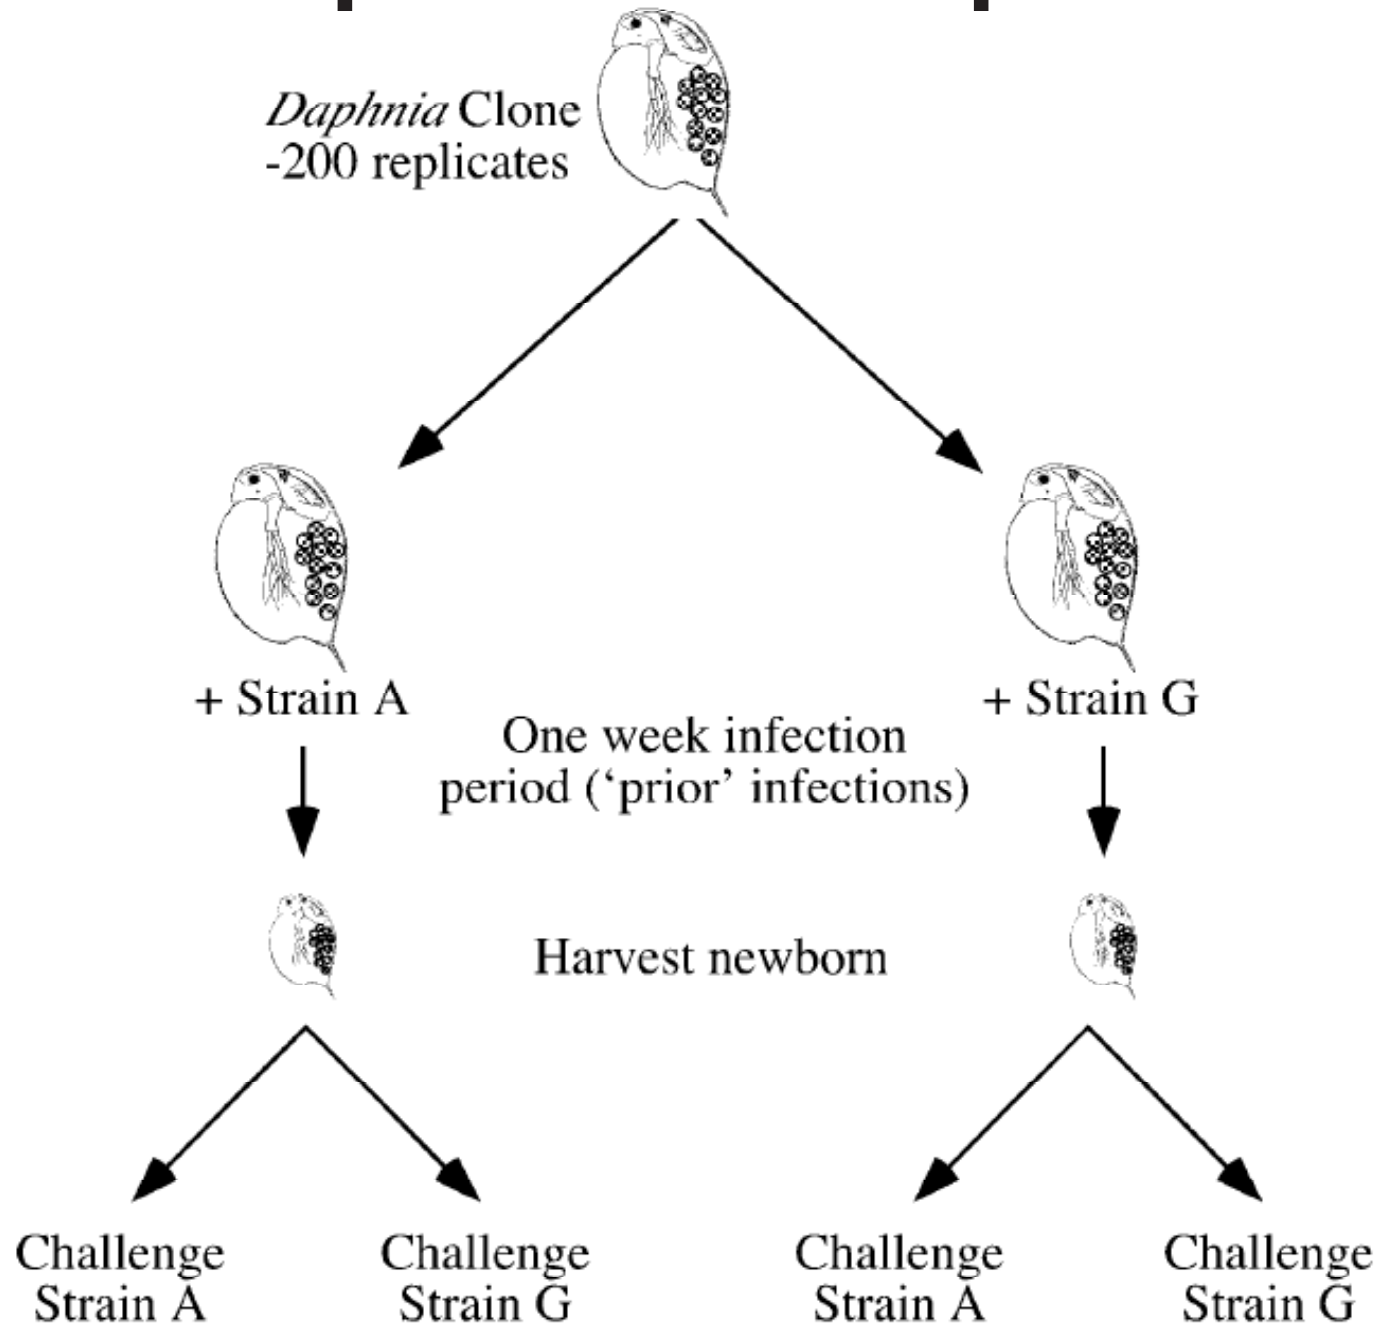 Daphnia Clone
-200 replicates
+ Strain A
+ Strain G
One week infection
period (‘prior’ infections)
Harvest newborn
Challenge
Strain A
Challenge
Strain G
Challenge
Strain A
Challenge
Strain G